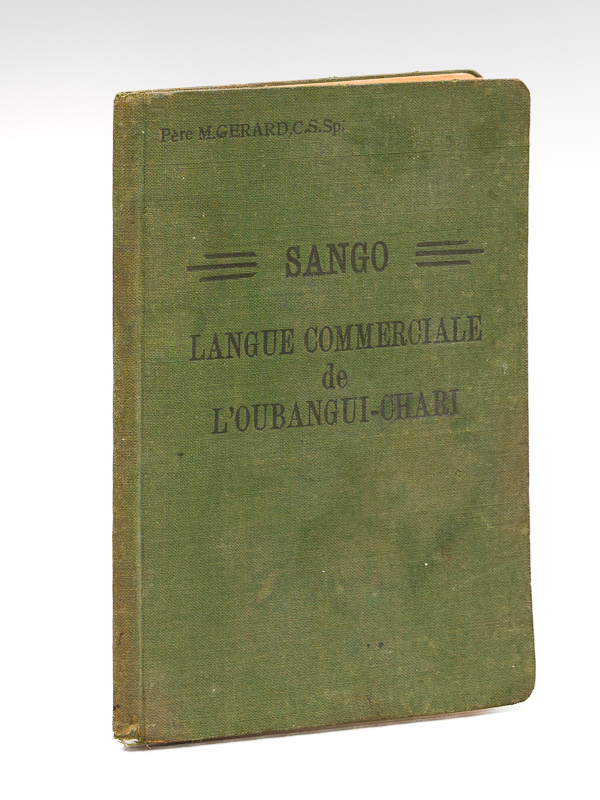 Père M.GERARD,C.S.Sp.
SANGO
LANGUE COMMERCIALE
de
L'OUBANGUI-CHARI